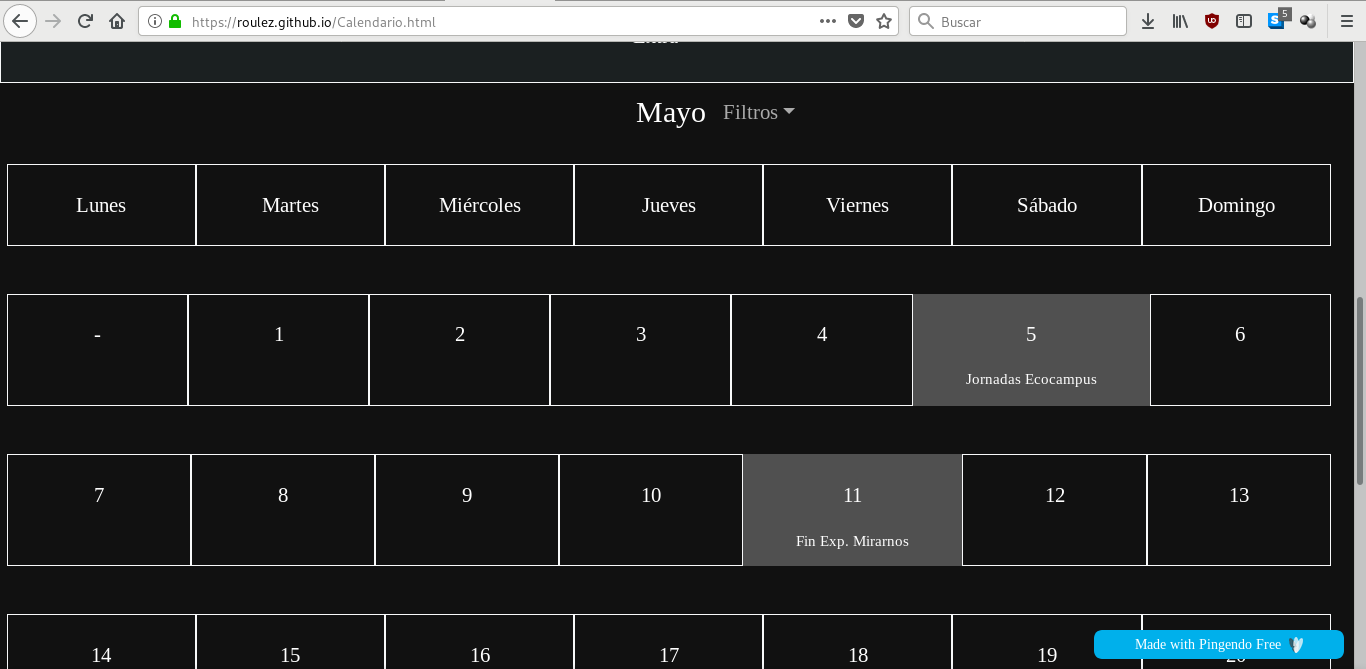 https://roulez.github.io/Calendario.html
Buscar
5
Mayo Filtros
Lunes Martes Miércoles Jueves Viernes Sábado Domingo
- 1 2 3 4 5 6
Jornadas Ecocampus
7 8 9 10 11 12 13
Fin Exp. Mirarnos
14 15 16 17 18 19 20
Made with Pingendo Free